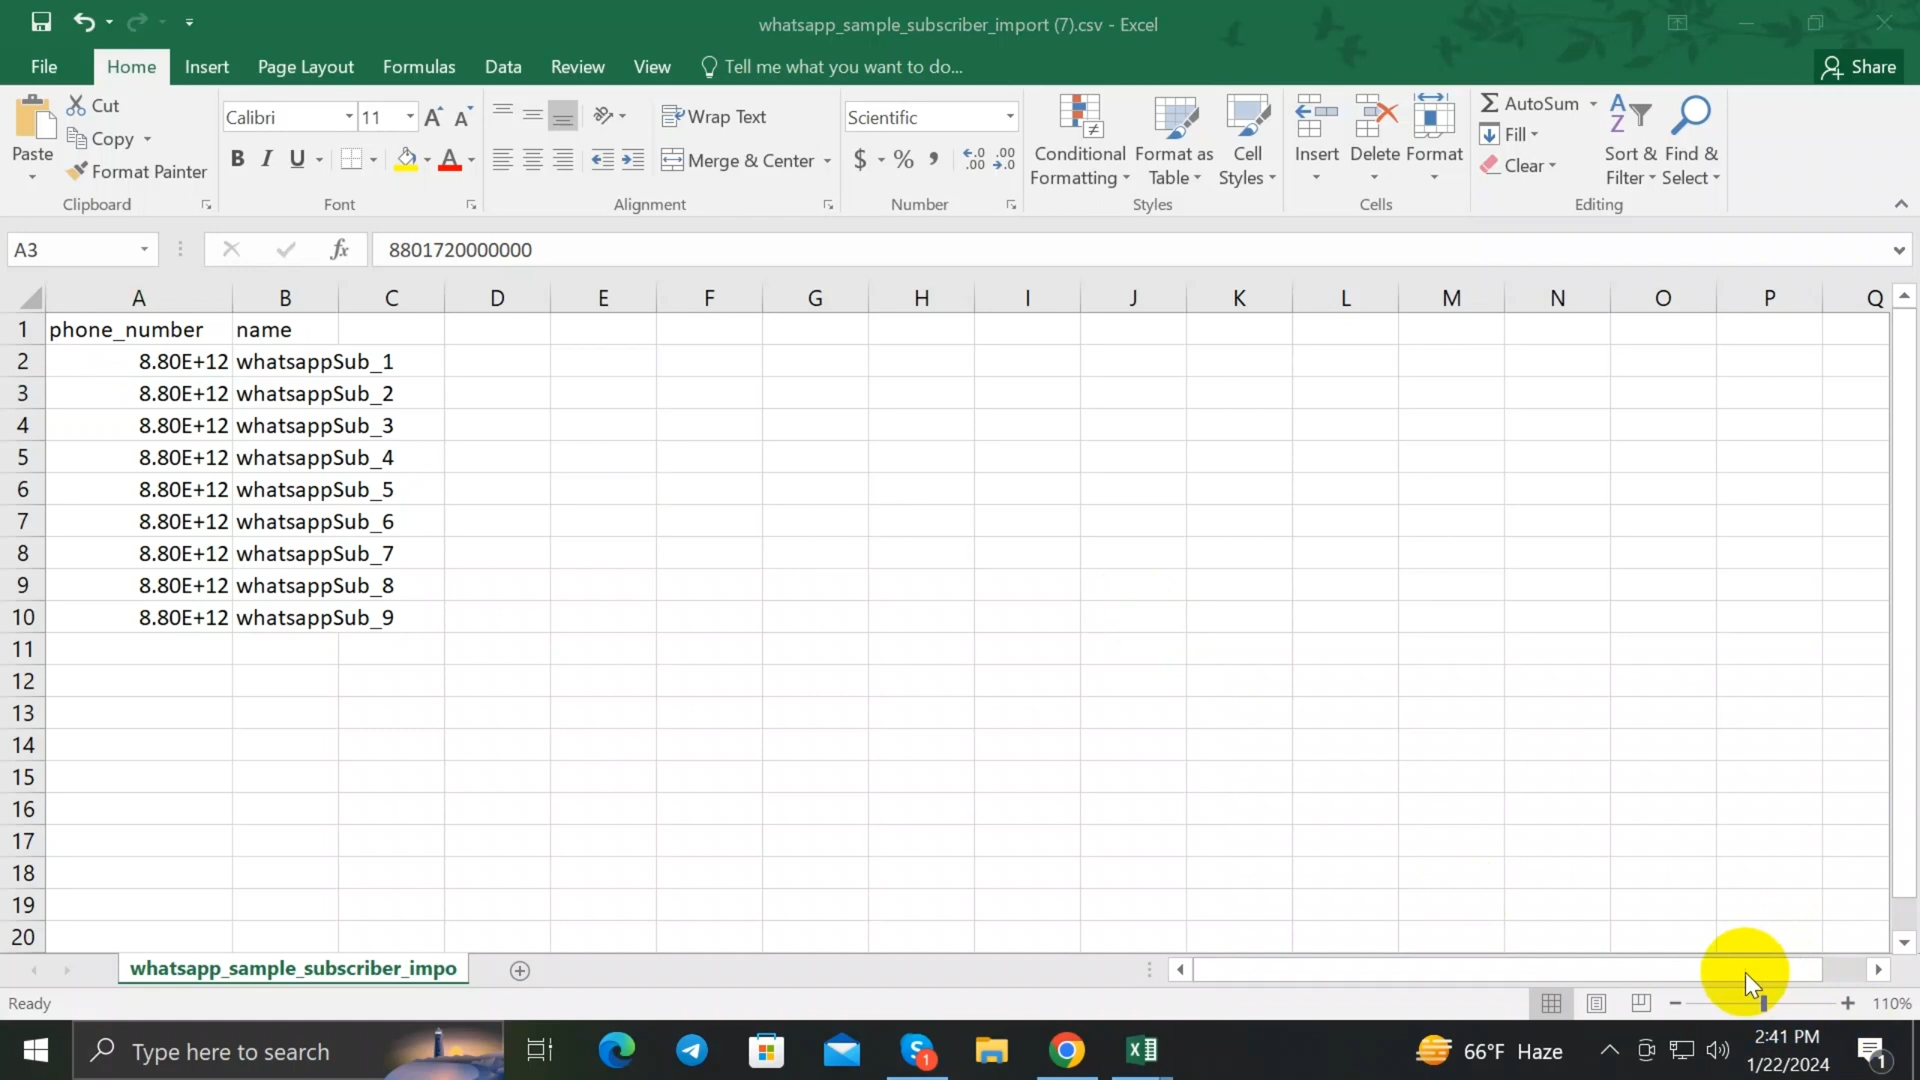 whatsapp_sample_subscriber_import (7).csv - Excel
File Home Insert Page Layout Formulas Data Review View Tell me what you want to do... Share
Paste Cut Copy Format Painter Clipboard
Calibri 11 B I U A Font
Wrap Text Merge & Center Alignment
Scientific $ % Number
Conditional Formatting Format as Table Cell Styles Styles
Insert Delete Format Cells
AutoSum Fill Clear Sort & Filter Find & Select Editing
A3 fx 8801720000000
A B C D E F G H I J K L M N O P Q
1 phone_number name
2 8.80E+12 whatsappSub_1
3 8.80E+12 whatsappSub_2
4 8.80E+12 whatsappSub_3
5 8.80E+12 whatsappSub_4
6 8.80E+12 whatsappSub_5
7 8.80E+12 whatsappSub_6
8 8.80E+12 whatsappSub_7
9 8.80E+12 whatsappSub_8
10 8.80E+12 whatsappSub_9
11
12
13
14
15
16
17
18
19
20
whatsapp_sample_subscriber_impo
Ready 110%
Type here to search 1 66°F Haze 2:41 PM 1
1/22/2024